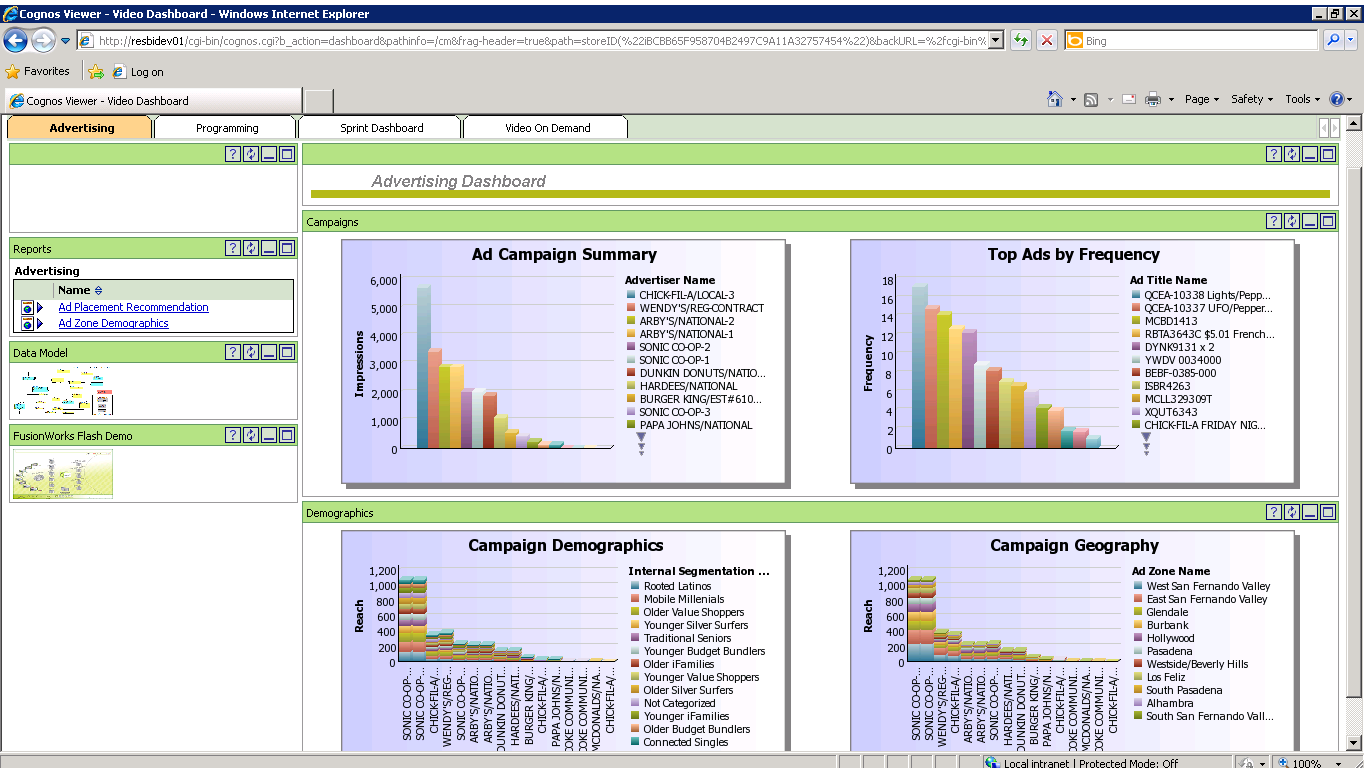 Cognos Viewer - Video Dashboard - Windows Internet Explorer
http://resbidev01/cgi-bin/cognos.cgi?b_action=dashboard&pathinfo=/cm&frag-header=true&path=storeID(%22iBCBB65F958704B2497C9A11A32757454%22)&backURL=%2fcgi-bin%
Bing
Favorites
Log on
Cognos Viewer - Video Dashboard
Page
Safety
Tools
Advertising
Programming
Sprint Dashboard
Video On Demand
Advertising Dashboard
Reports
Advertising
Name
Ad Placement Recommendation
Ad Zone Demographics
Data Model
FusionWorks Flash Demo
Campaigns
Ad Campaign Summary
Impressions
6,000
5,000
4,000
3,000
2,000
1,000
0
Advertiser Name
CHICK-FIL-A/LOCAL-3
WENDY'S/REG-CONTRACT
ARBY'S/NATIONAL-2
ARBY'S/NATIONAL-1
SONIC CO-OP-2
SONIC CO-OP-1
DUNKIN DONUTS/NATIO...
HARDEES/NATIONAL
BURGER KING/EST#610...
SONIC CO-OP-3
PAPA JOHNS/NATIONAL
Top Ads by Frequency
Frequency
18
16
14
12
10
8
6
4
2
0
Ad Title Name
QCEA-10338 Lights/Pepp...
QCEA-10337 UFO/Pepper...
MCBD1413
RBTA3643C $5.01 French...
DYNK9131 x 2
YWDV 0034000
BEBF-0385-000
ISBR4263
MCLL329309T
XQUT6343
CHICK-FIL-A FRIDAY NIG...
Demographics
Campaign Demographics
Reach
1,200
1,000
800
600
400
200
0
SONIC CO-OP-...
SONIC CO-OP-...
CHICK-FIL-A/...
WENDY'S/REG-...
SONIC CO-OP-...
ARBY'S/NATIO...
ARBY'S/NATIO...
DUNKIN DONUT...
HARDEES/NATI...
BURGER KING/...
CHICK-FIL-A/...
PAPA JOHNS/N...
COKE COMMUNI...
COKE COMMUNI...
MCDONALDS/NA...
CHICK-FIL-A/...
Internal Segmentation ...
Rooted Latinos
Mobile Millenials
Older Value Shoppers
Younger Silver Surfers
Traditional Seniors
Younger Budget Bundlers
Older iFamilies
Younger Value Shoppers
Older Silver Surfers
Not Categorized
Younger iFamilies
Older Budget Bundlers
Connected Singles
Campaign Geography
Reach
1,200
1,000
800
600
400
200
0
SONIC CO-OP-...
SONIC CO-OP-...
WENDY'S/REG-...
CHICK-FIL-A/...
ARBY'S/NATIO...
ARBY'S/NATIO...
SONIC CO-OP-...
HARDEES/NATI...
DUNKIN DONUT...
BURGER KING/...
CHICK-FIL-A/...
PAPA JOHNS/N...
COKE COMMUNI...
MCDONALDS/NA...
COKE COMMUNI...
CHICK-FIL-A/...
Ad Zone Name
West San Fernando Valley
East San Fernando Valley
Glendale
Burbank
Hollywood
Pasadena
Westside/Beverly Hills
Los Feliz
South Pasadena
Alhambra
South San Fernando Vall...
Local intranet | Protected Mode: Off
100%